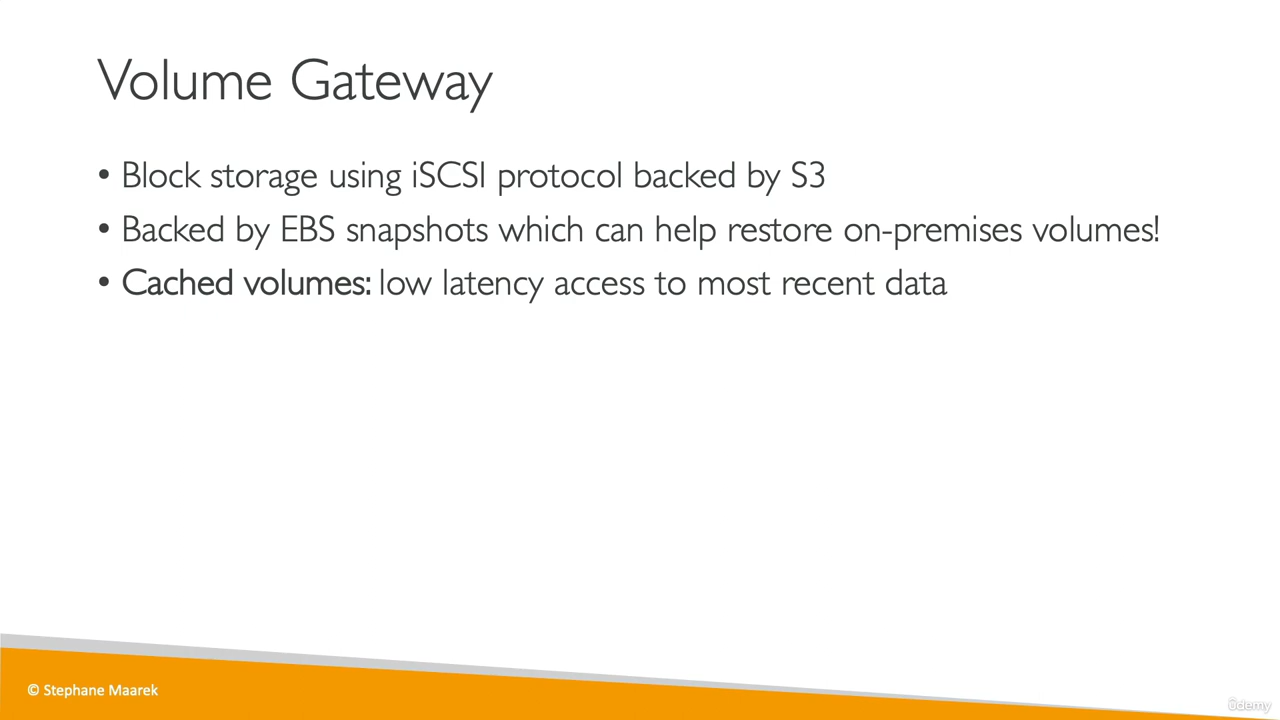 Volume Gateway
• Block storage using iSCSI protocol backed by S3
• Backed by EBS snapshots which can help restore on-premises volumes!
• Cached volumes: low latency access to most recent data
© Stephane Maarek
ûdemy